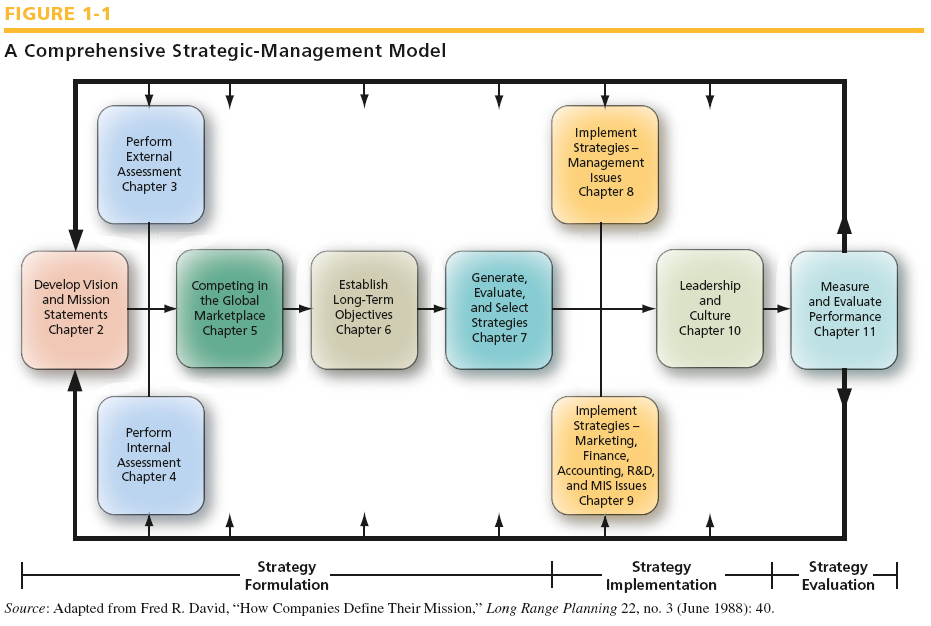 FIGURE 1-1
A Comprehensive Strategic-Management Model
Perform
External
Assessment
Chapter 3
Implement
Strategies –
Management
Issues
Chapter 8
Develop Vision
and Mission
Statements
Chapter 2
Competing in
the Global
Marketplace
Chapter 5
Establish
Long-Term
Objectives
Chapter 6
Generate,
Evaluate,
and Select
Strategies
Chapter 7
Leadership
and
Culture
Chapter 10
Measure
and Evaluate
Performance
Chapter 11
Perform
Internal
Assessment
Chapter 4
Implement
Strategies –
Marketing,
Finance,
Accounting, R&D,
and MIS Issues
Chapter 9
Strategy
Formulation
Strategy
Implementation
Strategy
Evaluation
Source: Adapted from Fred R. David, “How Companies Define Their Mission,” Long Range Planning 22, no. 3 (June 1988): 40.